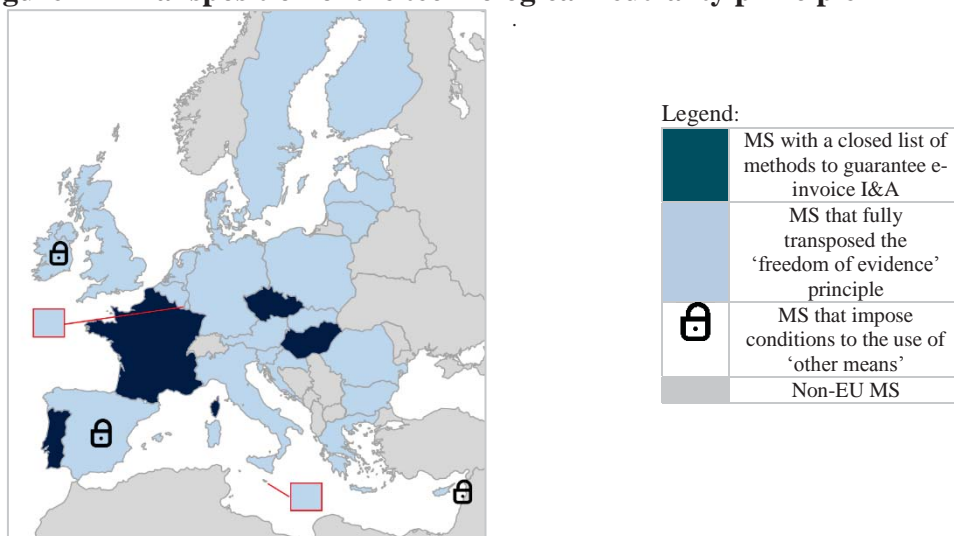 Legend:
MS with a closed list of
methods to guarantee e-
invoice I&A
MS that fully
transposed the
‘freedom of evidence’
principle
MS that impose
conditions to the use of
‘other means’
Non-EU MS